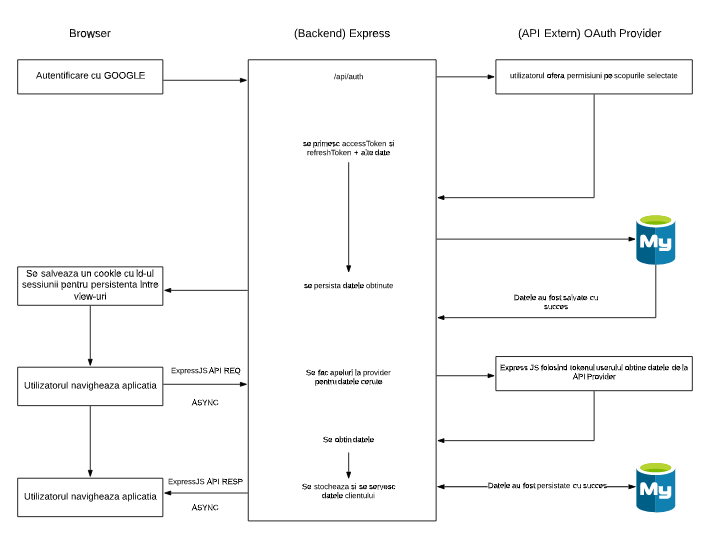 Browser
(Backend) Express
(API Extern) OAuth Provider
Autentificare cu GOOGLE
/api/auth
utilizatorul ofera permisiuni pe scopurile selectate
se primesc accessToken si
refreshToken + alte date
My
Se salveaza un cookie cu id-ul
sessiunii pentru persistenta intre
view-uri
se persista datele obtinute
Datele au fost salvate cu
succes
ExpressJS API REQ
Utilizatorul navigheaza aplicatia
ASYNC
Se fac apeluri la provider
pentru datele cerute
Express JS folosind tokenul userului obtine datele de la
API Provider
Se obtin datele
ExpressJS API RESP
Utilizatorul navigheaza aplicatia
ASYNC
Se stocheaza si se servesc
datele clientului
Datele au fost persistate cu succes
My